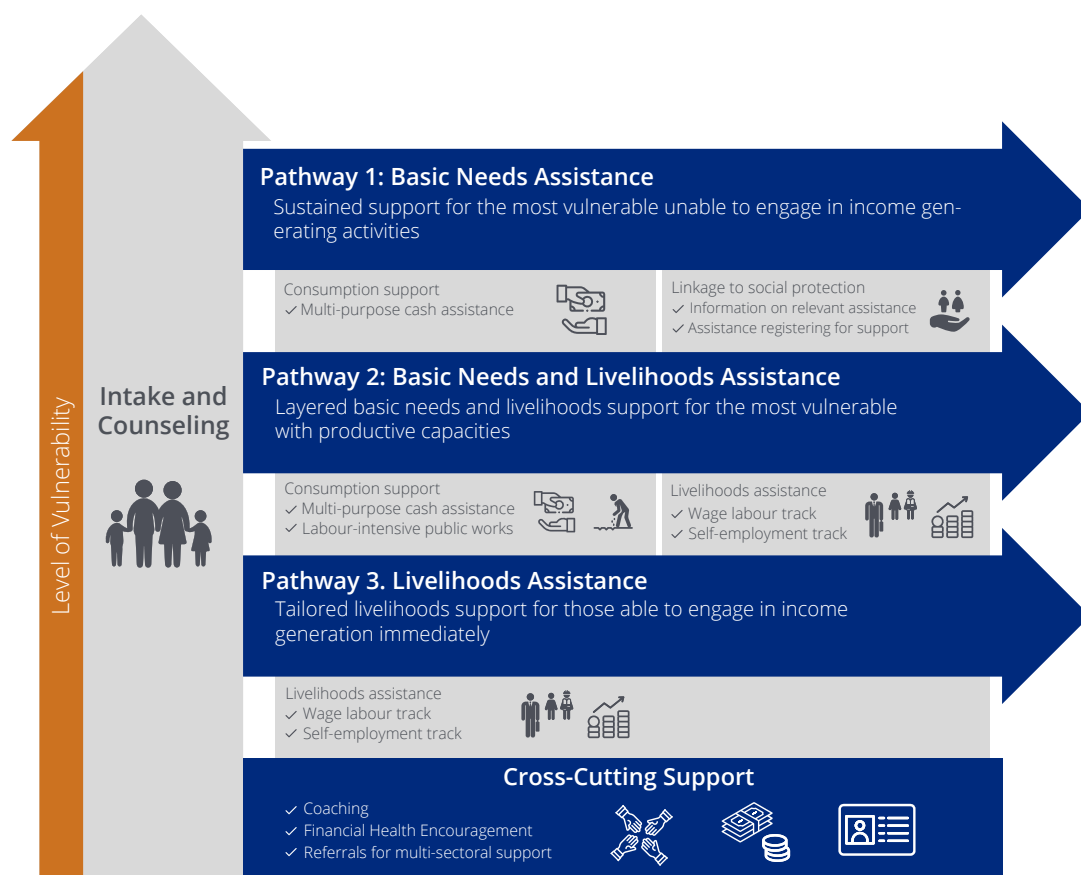 Level of Vulnerability
Intake and
Counseling
Pathway 1: Basic Needs Assistance
Sustained support for the most vulnerable unable to engage in income gen-
erating activities
Consumption support
✓ Multi-purpose cash assistance
Linkage to social protection
✓ Information on relevant assistance
✓ Assistance registering for support
Pathway 2: Basic Needs and Livelihoods Assistance
Layered basic needs and livelihoods support for the most vulnerable
with productive capacities
Consumption support
✓ Multi-purpose cash assistance
✓ Labour-intensive public works
Livelihoods assistance
✓ Wage labour track
✓ Self-employment track
Pathway 3. Livelihoods Assistance
Tailored livelihoods support for those able to engage in income
generation immediately
Livelihoods assistance
✓ Wage labour track
✓ Self-employment track
Cross-Cutting Support
✓ Coaching
✓ Financial Health Encouragement
✓ Referrals for multi-sectoral support